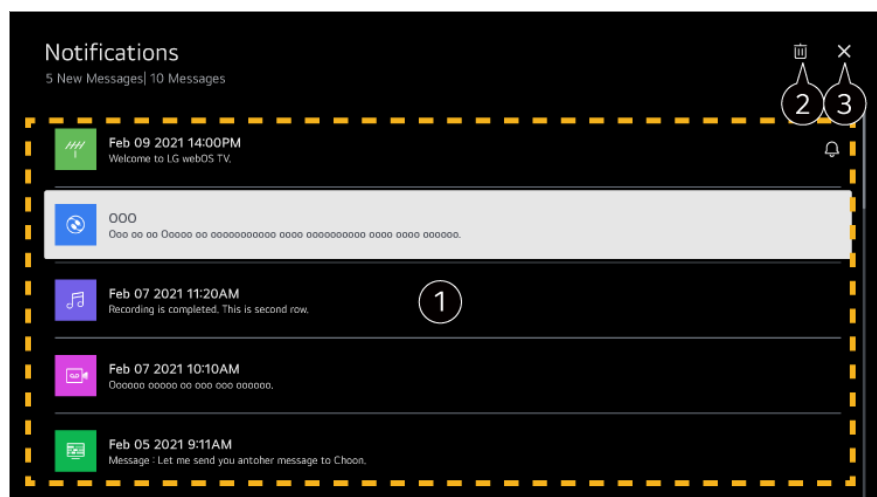 Notifications
5 New Messages| 10 Messages
2
3
Feb 09 2021 14:00PM
Welcome to LG webOS TV.
OOO
Ooo oo oo Ooooo oo ooooooooooo oooo oooooooooo oooo oooo oooooo.
Feb 07 2021 11:20AM
Recording is completed. This is second row.
1
Feb 07 2021 10:10AM
Oooooo ooooo oo ooo ooo oooooo.
Feb 05 2021 9:11AM
Message : Let me send you antoher message to Choon.